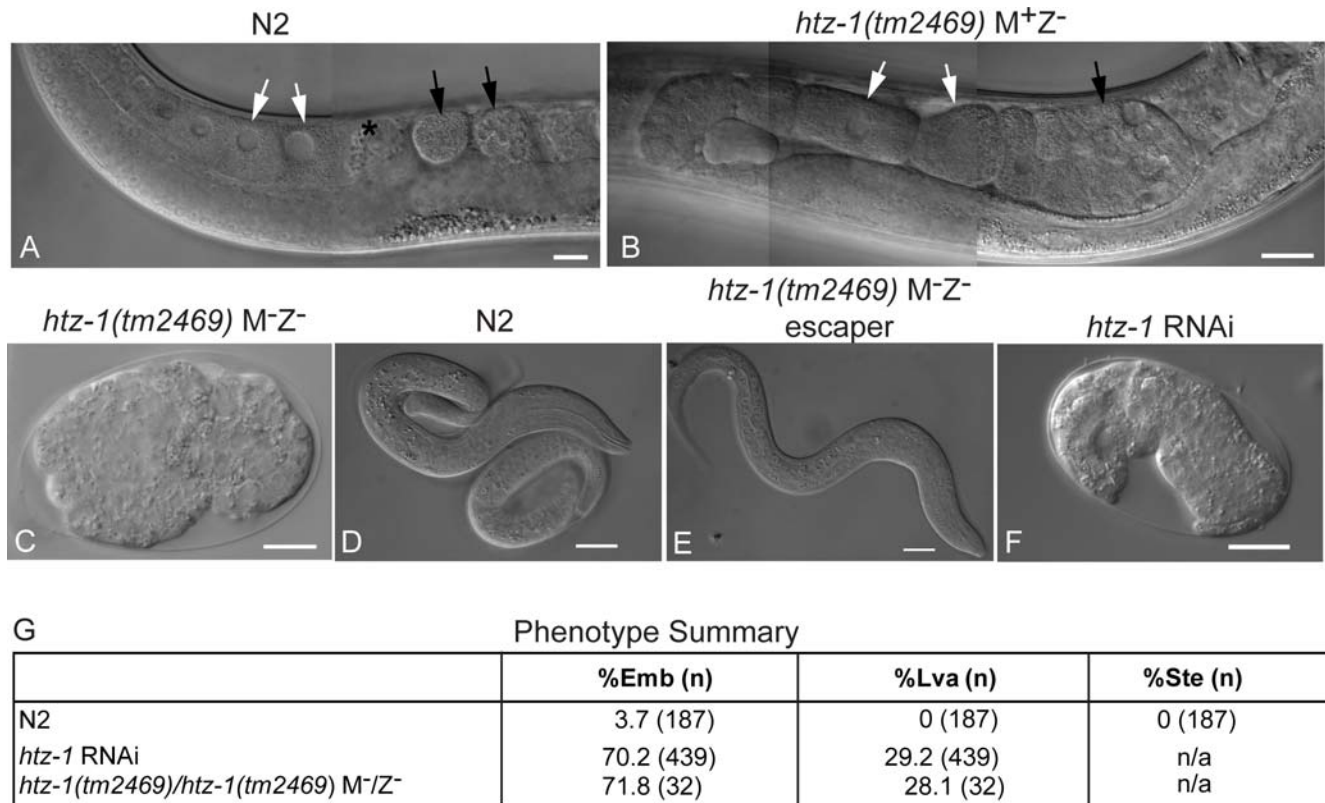 N2
htz-1(tm2469) M+Z-
A
*
B
htz-1(tm2469) M-Z-
N2
htz-1(tm2469) M-Z-
escaper
htz-1 RNAi
C
D
E
F
G
Phenotype Summary
%Emb (n) %Lva (n) %Ste (n)
N2 3.7 (187) 0 (187) 0 (187)
htz-1 RNAi 70.2 (439) 29.2 (439) n/a
htz-1(tm2469)/htz-1(tm2469) M-/Z- 71.8 (32) 28.1 (32) n/a